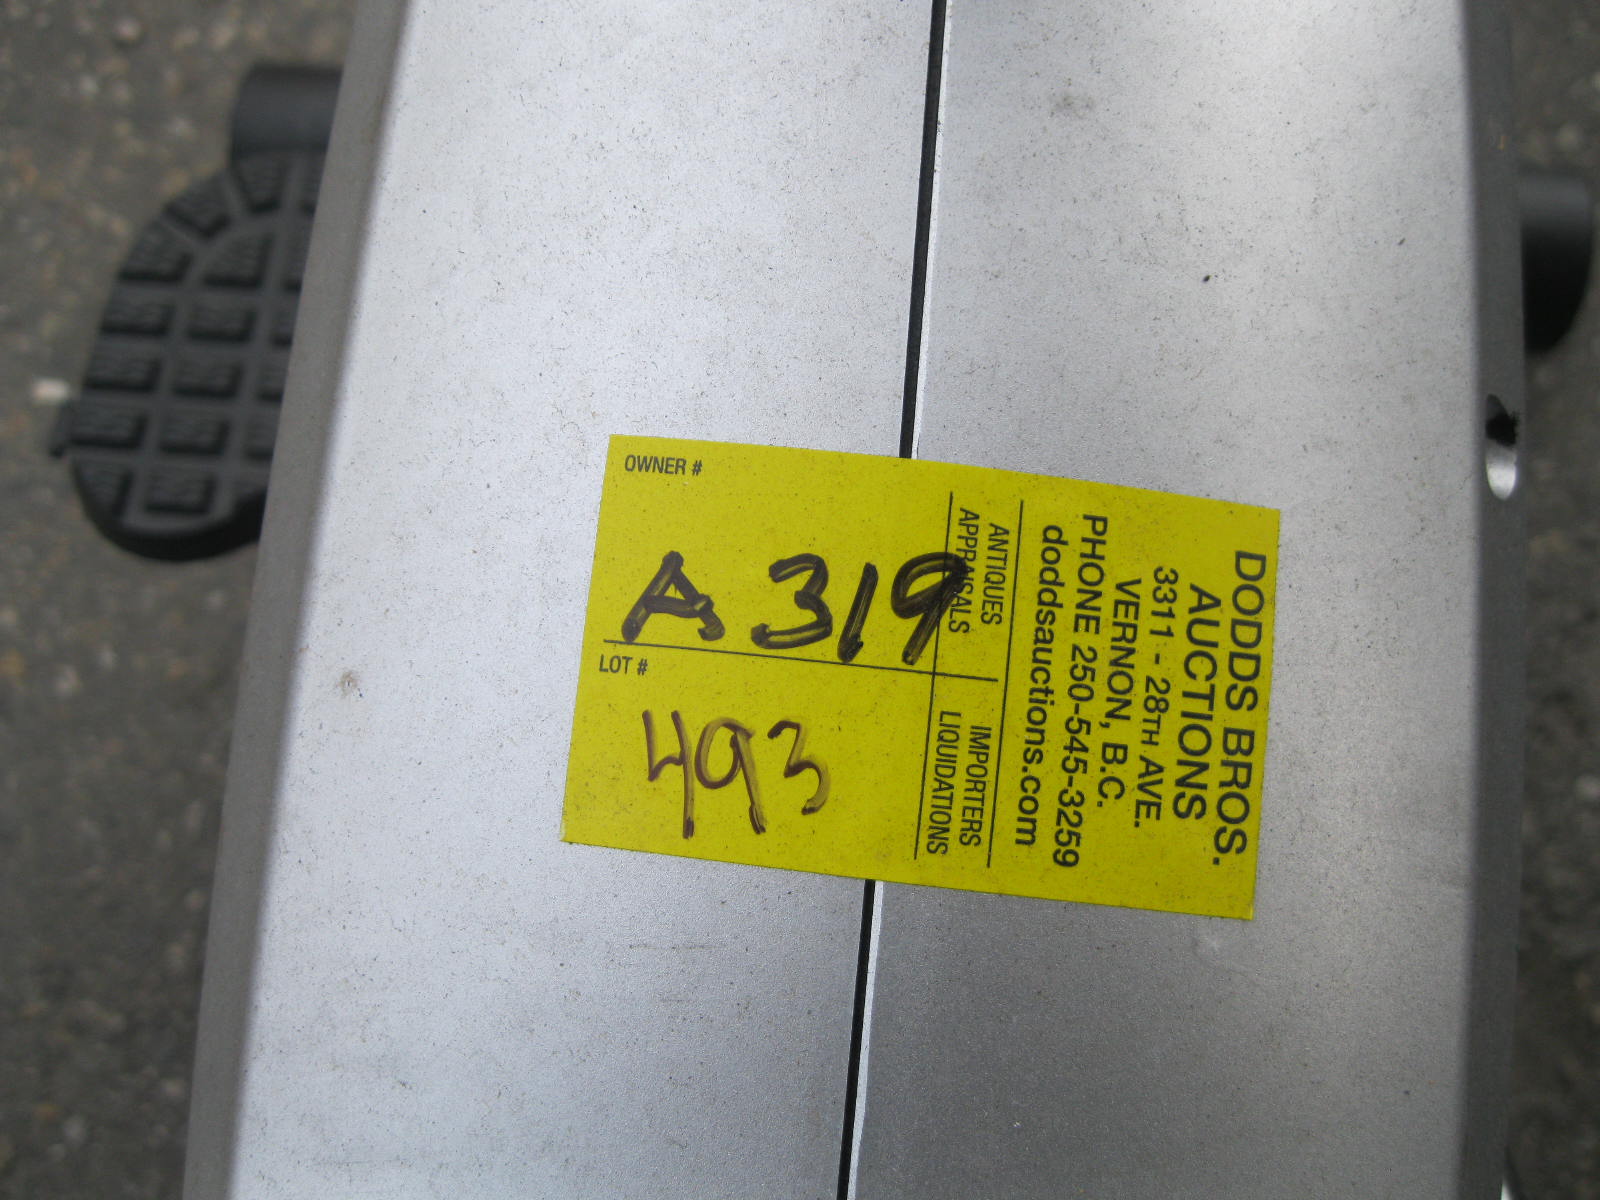 DODDS BROS.
AUCTIONS
3311 - 28TH AVE.
VERNON, B.C.
PHONE 250-545-3259
doddsauctions.com
ANTIQUES
APPRAISALS
IMPORTERS
LIQUIDATIONS
OWNER #
A319
LOT #
493